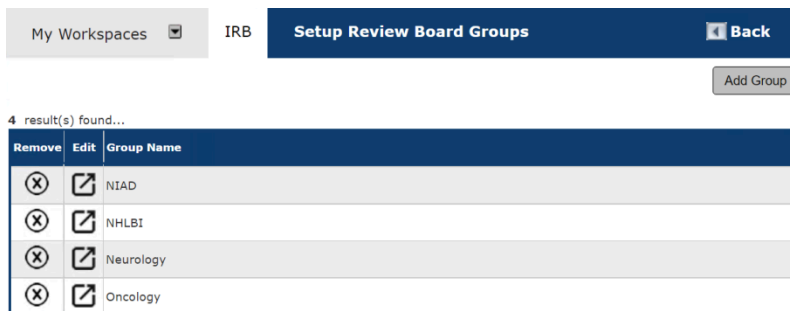 My Workspaces IRB Setup Review Board Groups Back
Add Group
4 result(s) found...
Remove Edit Group Name
NIAD
NHLBI
Neurology
Oncology